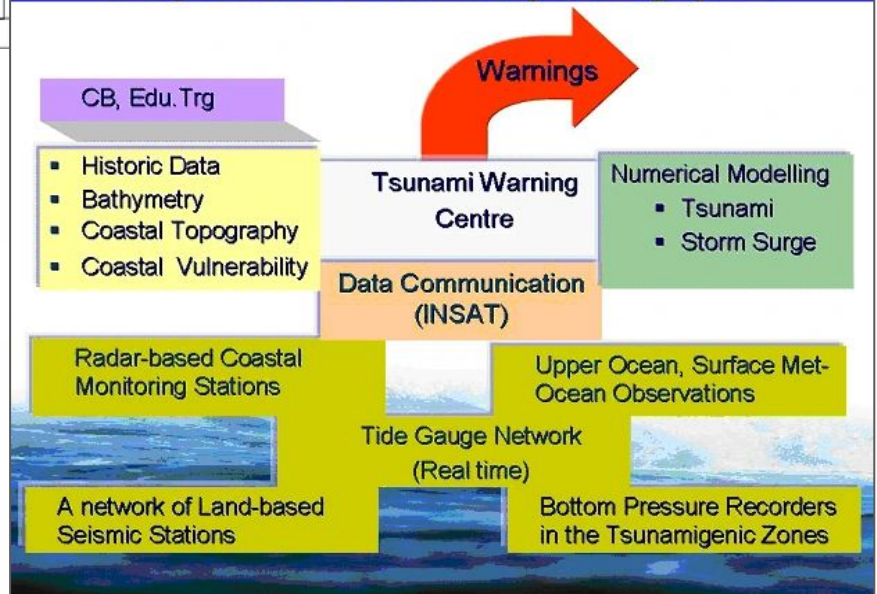 Warnings
CB, Edu.Trg
▪ Historic Data
▪ Bathymetry
▪ Coastal Topography
▪ Coastal Vulnerability
Tsunami Warning
Centre
Numerical Modelling
▪ Tsunami
▪ Storm Surge
Data Communication
(INSAT)
Radar-based Coastal
Monitoring Stations
Upper Ocean, Surface Met-
Ocean Observations
Tide Gauge Network
(Real time)
A network of Land-based
Seismic Stations
Bottom Pressure Recorders
in the Tsunamigenic Zones